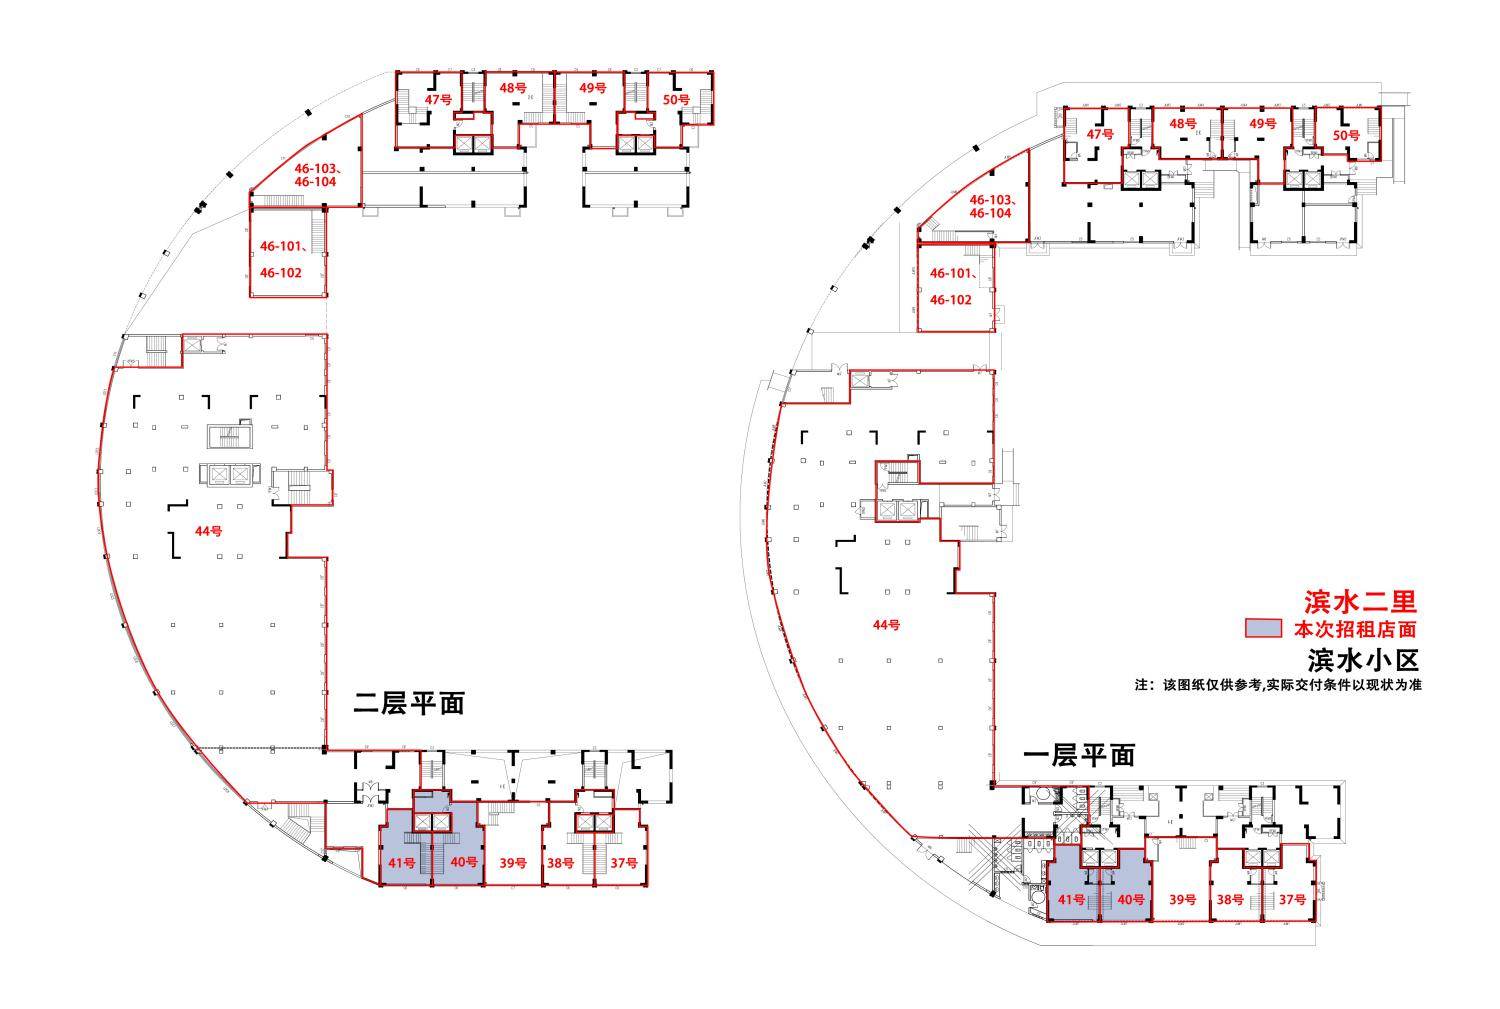 47号
48号
49号
50号
46-103、
46-104
46-101、
46-102
44号
二层平面
41号
40号
39号
38号
37号
47号
48号
49号
50号
46-103、
46-104
46-101、
46-102
44号
滨水二里
本次招租店面
滨水小区
注：该图纸仅供参考,实际交付条件以现状为准
一层平面
41号
40号
39号
38号
37号